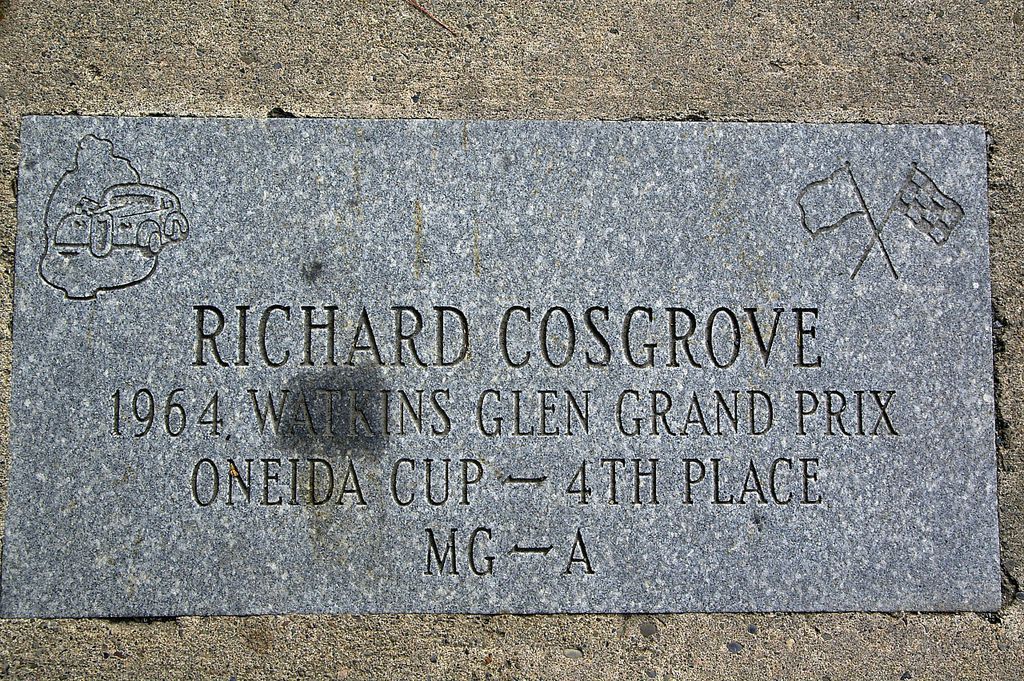 RICHARD COSGROVE
1964 WATKINS GLEN GRAND PRIX
ONEIDA CUP — 4TH PLACE
MG — A